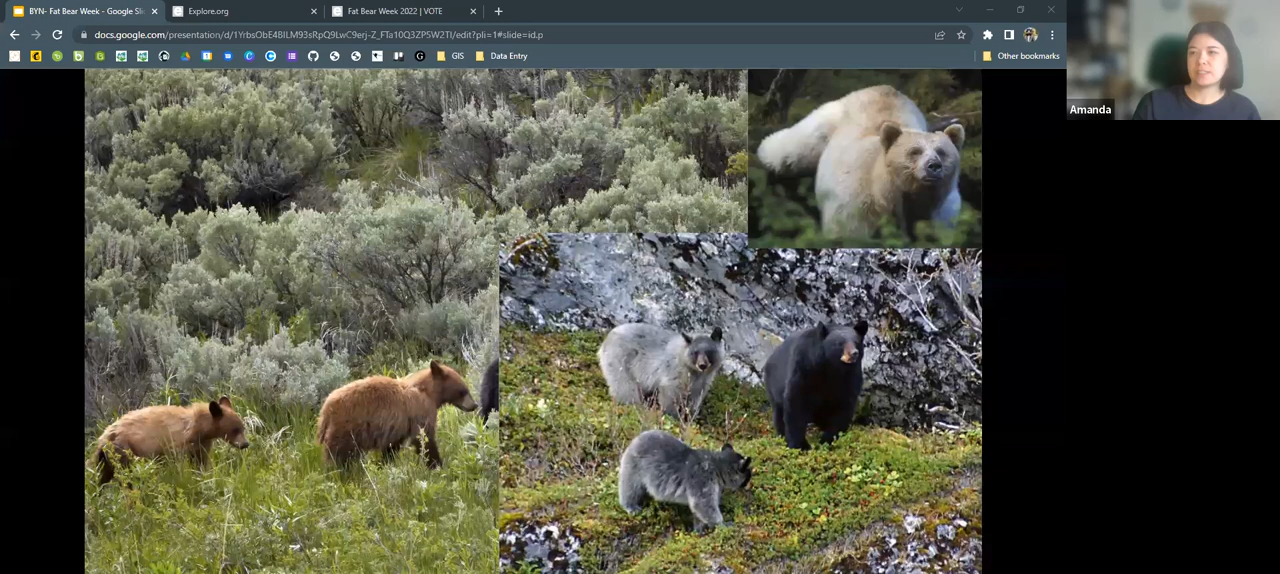 BYN- Fat Bear Week - Google Sli
Explore.org
Fat Bear Week 2022 | VOTE
docs.google.com/presentation/d/1YrbsObE4BILM93sRpQ9LwC9erj-Z_FTa10Q3ZP5W2TI/edit?pli=1#slide=id.p
GIS
Data Entry
Other bookmarks
Amanda